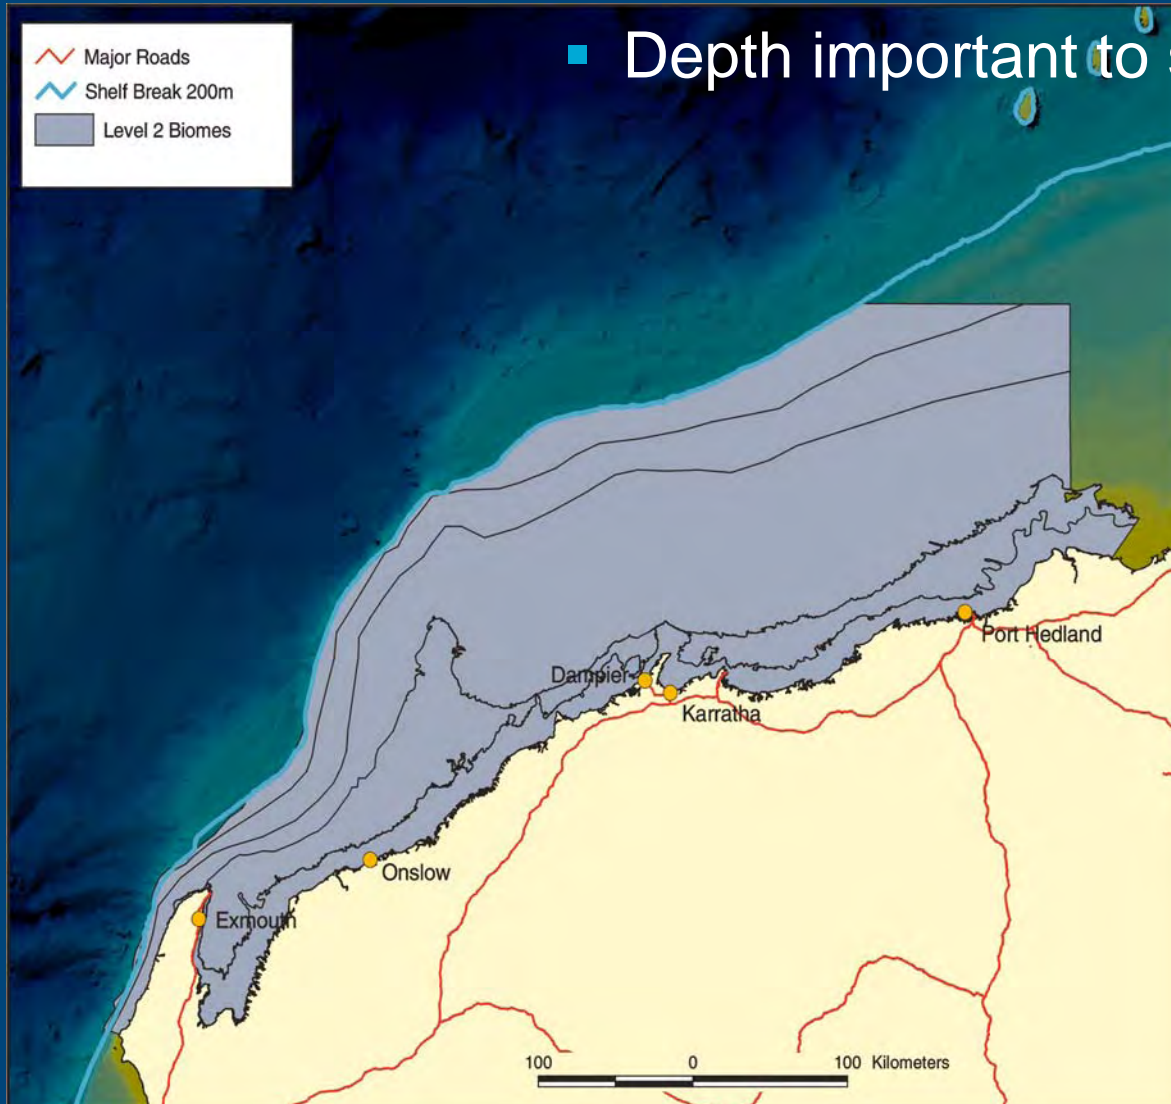 Major Roads
Shelf Break 200m
Level 2 Biomes
▪ Depth important to
Dampier
Port Hedland
Karratha
Onslow
Exmouth
100 0 100 Kilometers